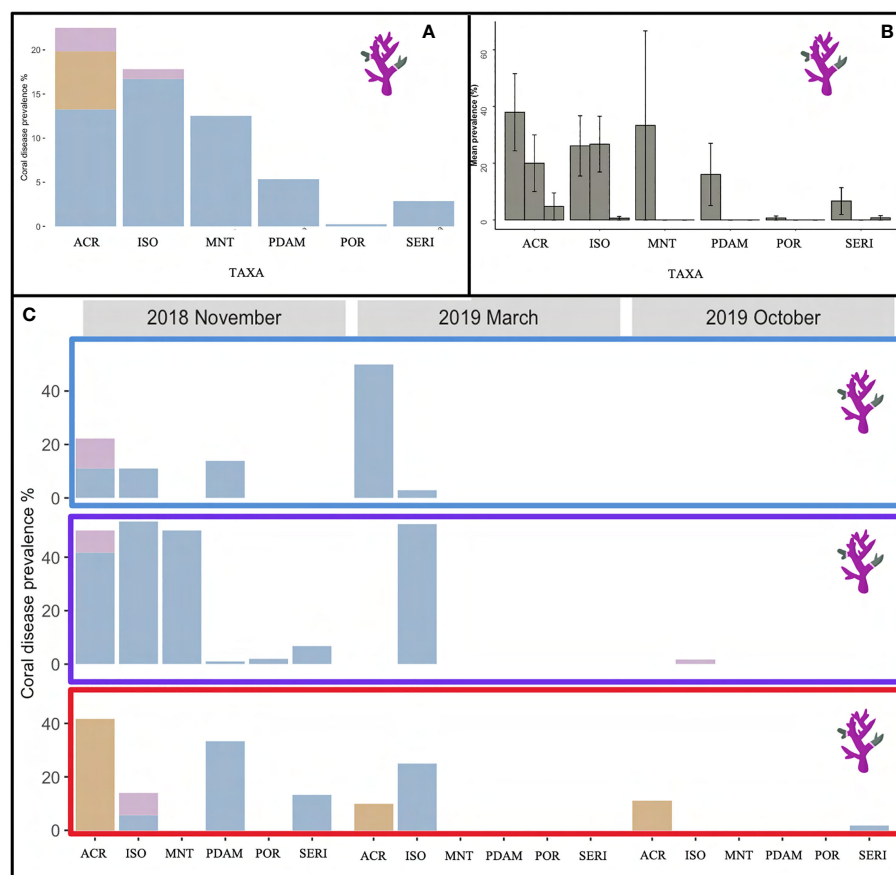 A
Coral disease prevalence %
20
15
10
5
0
ACR ISO MNT PDAM POR SERI
TAXA
B
Mean prevalence (%)
60
40
20
0
ACR ISO MNT PDAM POR SERI
TAXA
C
2018 November 2019 March 2019 October
Coral disease prevalence %
40
20
0
40
20
0
40
20
0
ACR ISO MNT PDAM POR SERI ACR ISO MNT PDAM POR SERI ACR ISO MNT PDAM POR SERI